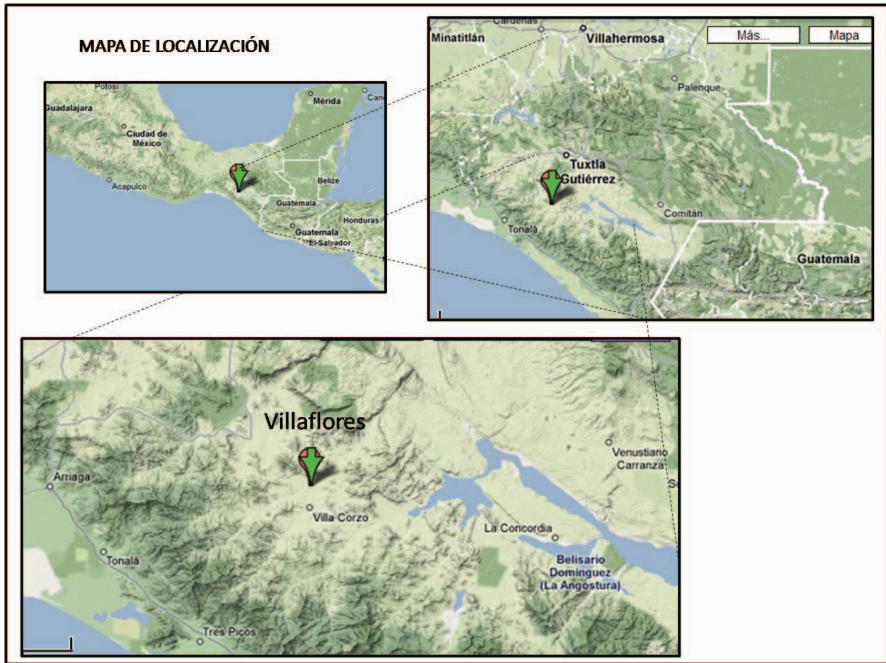 MAPA DE LOCALIZACIÓN
Potosí
Guadalajara
Ciudad de
México
Acapulco
Mérida
Belize
Guatemala
Honduras
Guatemala
El Salvador
Cárdenas
Minatitlán
Villahermosa
Más...
Mapa
Palenque
Tuxtla
Gutiérrez
Tonalá
Comitán
Guatemala
Villaflores
Arriaga
Villa Corzo
Venustiano
Carranza
La Concordia
Belisario
Domínguez
(La Angostura)
Tonalá
Tres Picos